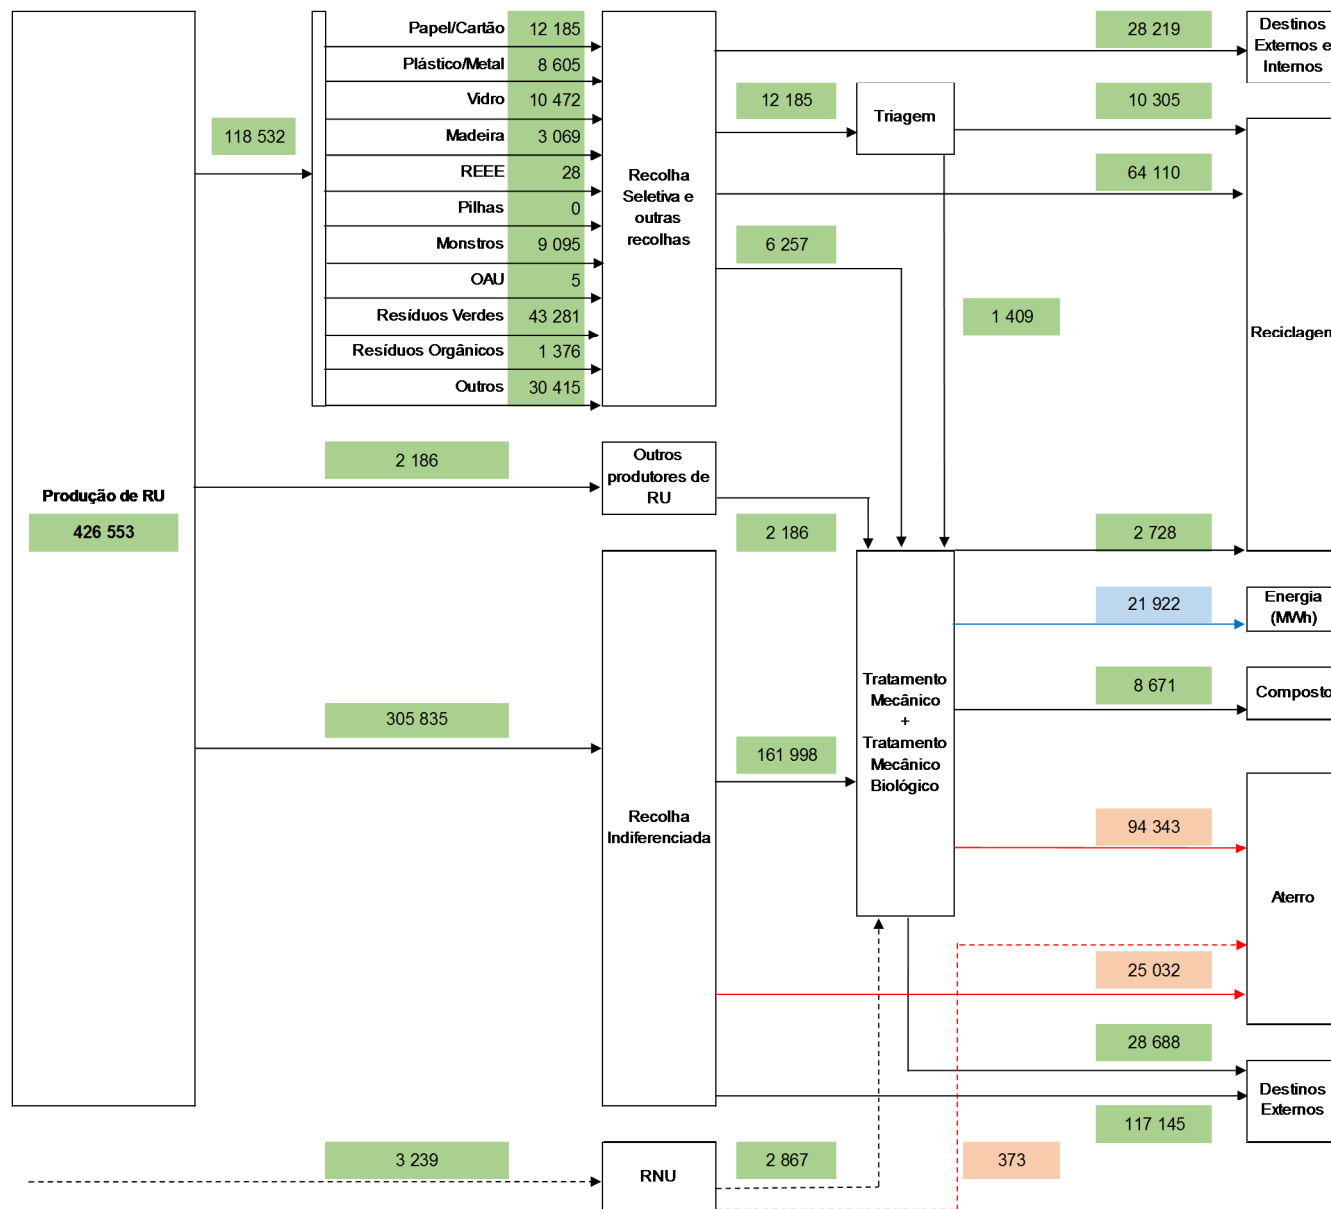 Papel/Cartão 12 185
Plástico/Metal 8 605
Vidro 10 472
Madeira 3 069
REEE 28
Pilhas 0
Monstros 9 095
OAU 5
Resíduos Verdes 43 281
Resíduos Orgânicos 1 376
Outros 30 415
118 532
Recolha
Seletiva e
outras
recolhas
28 219
Destinos
Externos e
Internos
12 185
Triagem
10 305
64 110
6 257
1 409
Reciclagem
Produção de RU
426 553
2 186
Outros
produtores de
RU
2 186
2 728
21 922
Energia
(MWh)
8 671
Composto
305 835
Recolha
Indiferenciada
161 998
Tratamento
Mecânico
+
Tratamento
Mecânico
Biológico
94 343
Aterro
25 032
28 688
Destinos
Externos
117 145
3 239
RNU
2 867
373